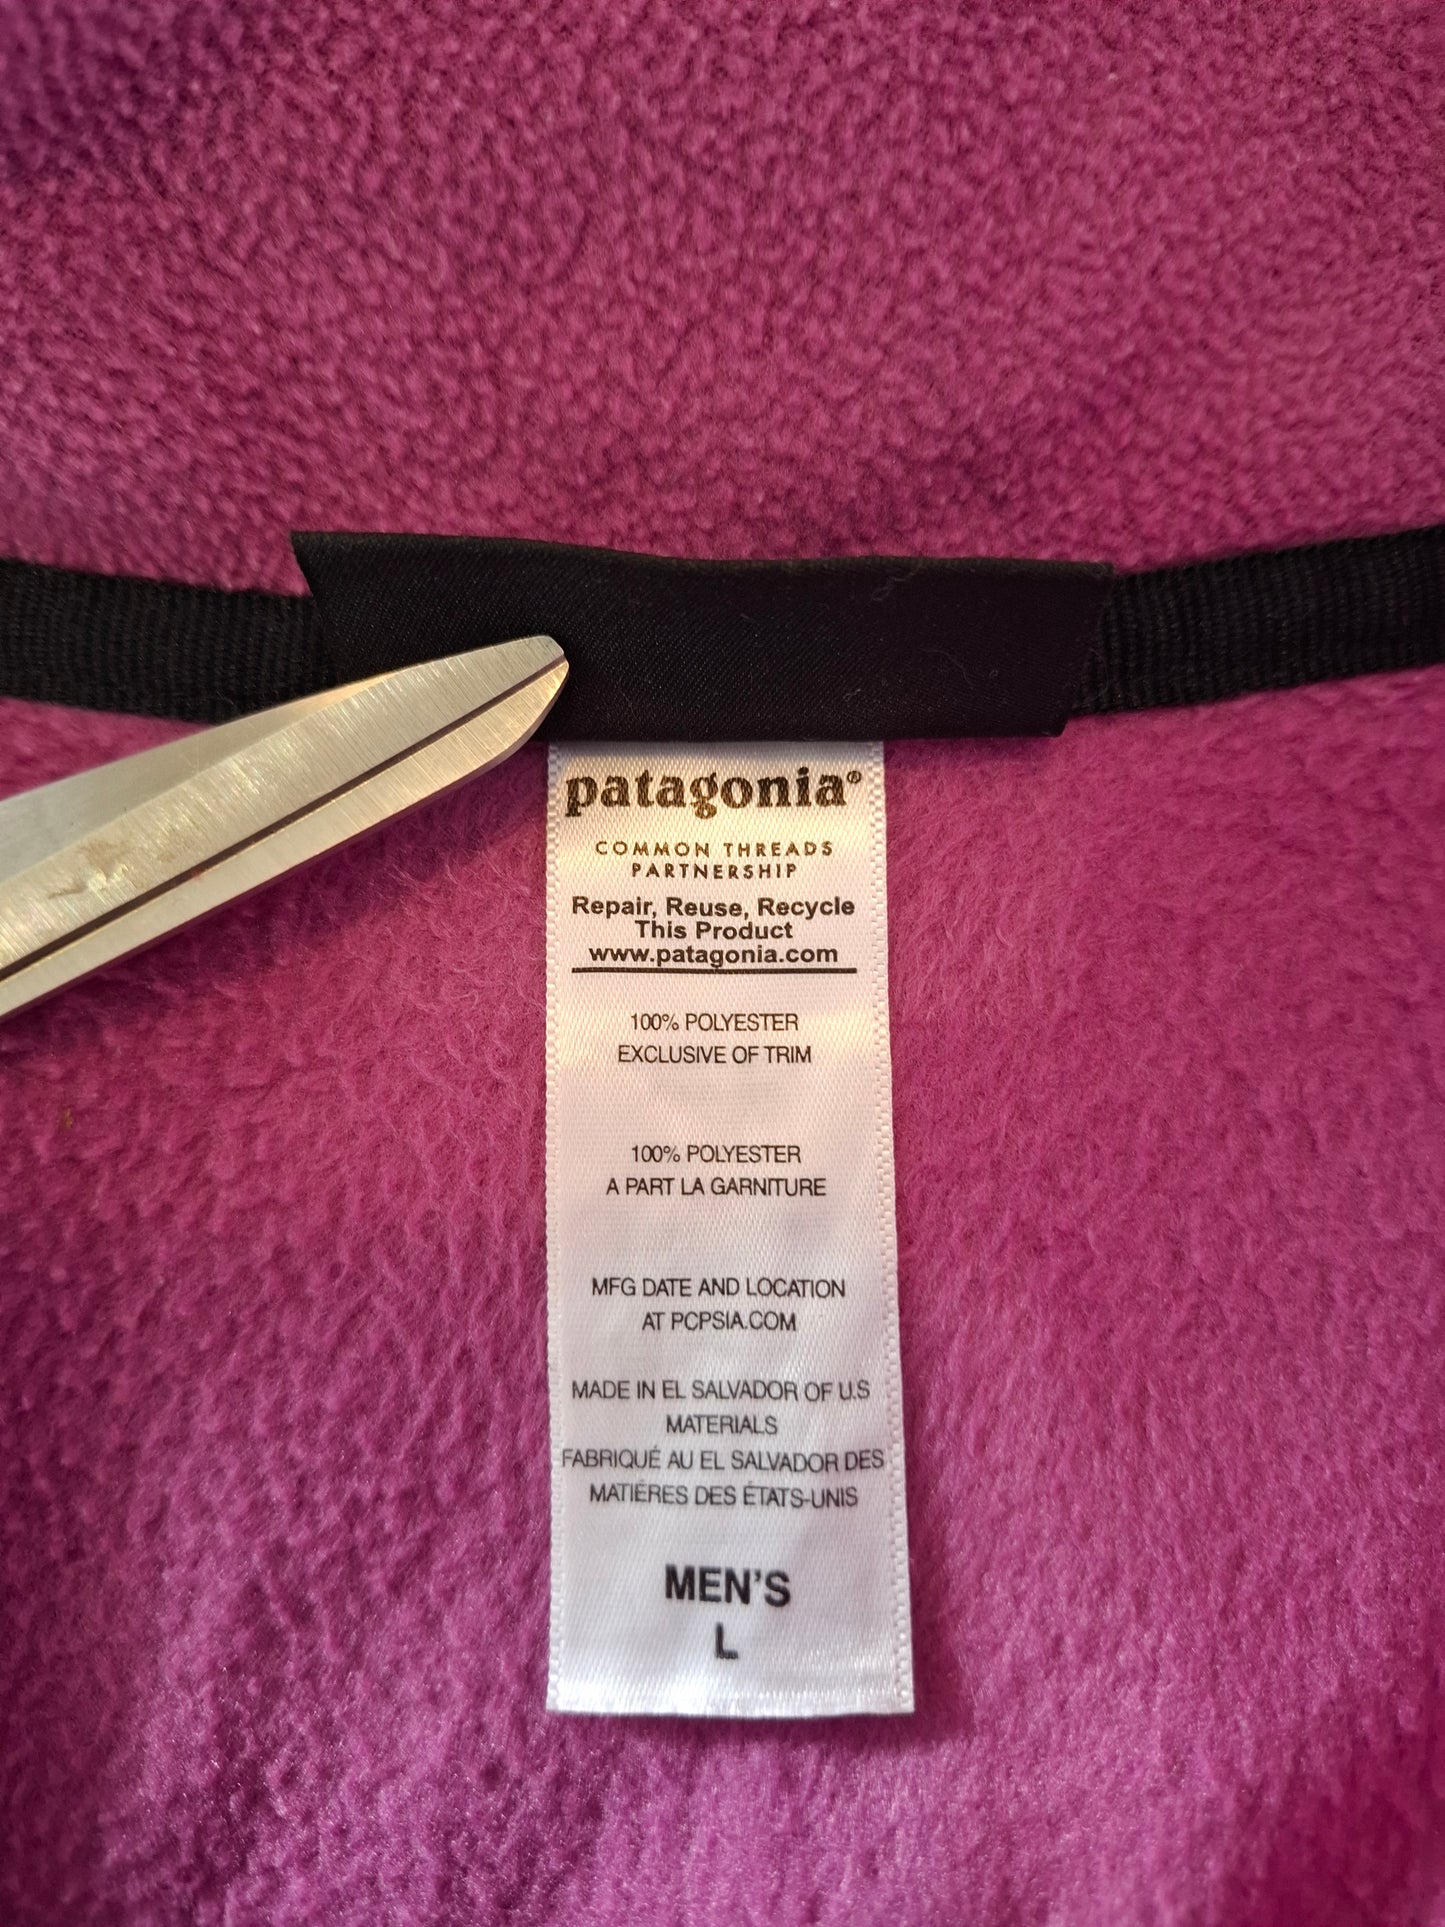 patagonia®
COMMON THREADS
PARTNERSHIP
Repair, Reuse, Recycle
This Product
www.patagonia.com
100% POLYESTER
EXCLUSIVE OF TRIM
100% POLYESTER
A PART LA GARNITURE
MFG DATE AND LOCATION
AT PCPSIA.COM
MADE IN EL SALVADOR OF U.S
MATERIALS
FABRIQUÉ AU EL SALVADOR DES
MATIÉRES DES ÉTATS-UNIS
MEN'S
L